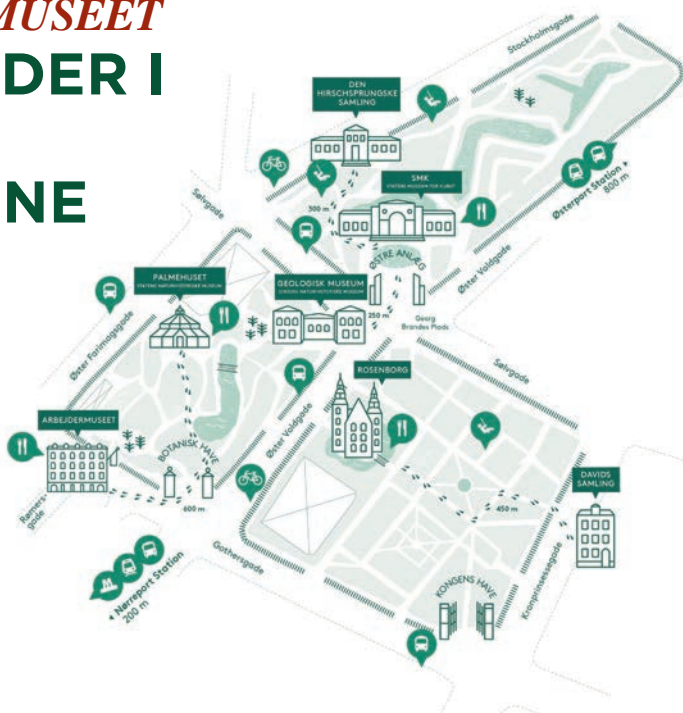 MUSEET
DER I
NE
Stockholmsgade
DEN
HIRSCHSPRUNGSKE
SAMLING
SMK
STATENS MUSEUM FOR KUNST
Østerport Station
800 m
Sølvgade
300 m
ØSTRE ANLÆG
Øster Voldgade
PALMEHUSET
STATENS NATURHISTORISKE MUSEUM
GEOLOGISK MUSEUM
STATENS NATURHISTORISKE MUSEUM
250 m
Georg
Brandes Plads
Øster Farimagsgade
Sølvgade
ROSENBORG
Øster Voldgade
ARBEJDERMUSEET
BOTANISK HAVE
DAVIDS
SAMLING
Rømers-
gade
600 m
450 m
Gothersgade
Kronprinsessegade
Nørreport Station
200 m
KONGENS HAVE